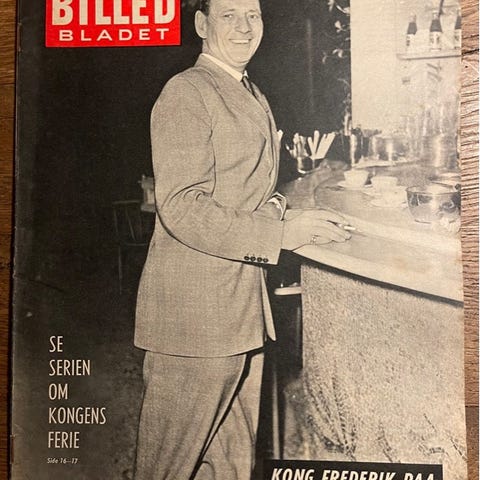 BILLED
BLADET
SE
SERIEN
OM
KONGENS
FERIE
Side 16-17
KONG FREDERIK PAA